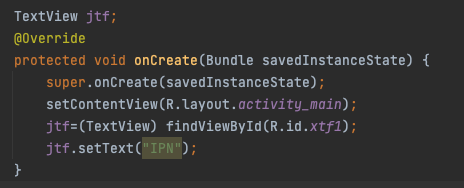 TextView jtf;
@Override
protected void onCreate(Bundle savedInstanceState) {
super.onCreate(savedInstanceState);
setContentView(R.layout.activity_main);
jtf=(TextView) findViewById(R.id.xtf1);
jtf.setText("IPN");
}